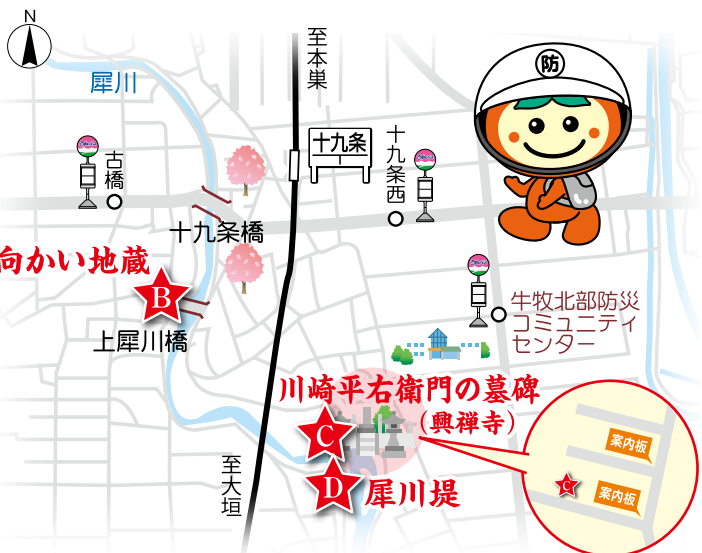 N
至本巣
犀川
防
古橋
十九条
十九条西
十九条橋
向かい地蔵
B
上犀川橋
牛牧北部防災
コミュニティ
センター
川崎平右衛門の墓碑
(興禅寺)
C
D
犀川堤
至大垣
案内板
C
案内板